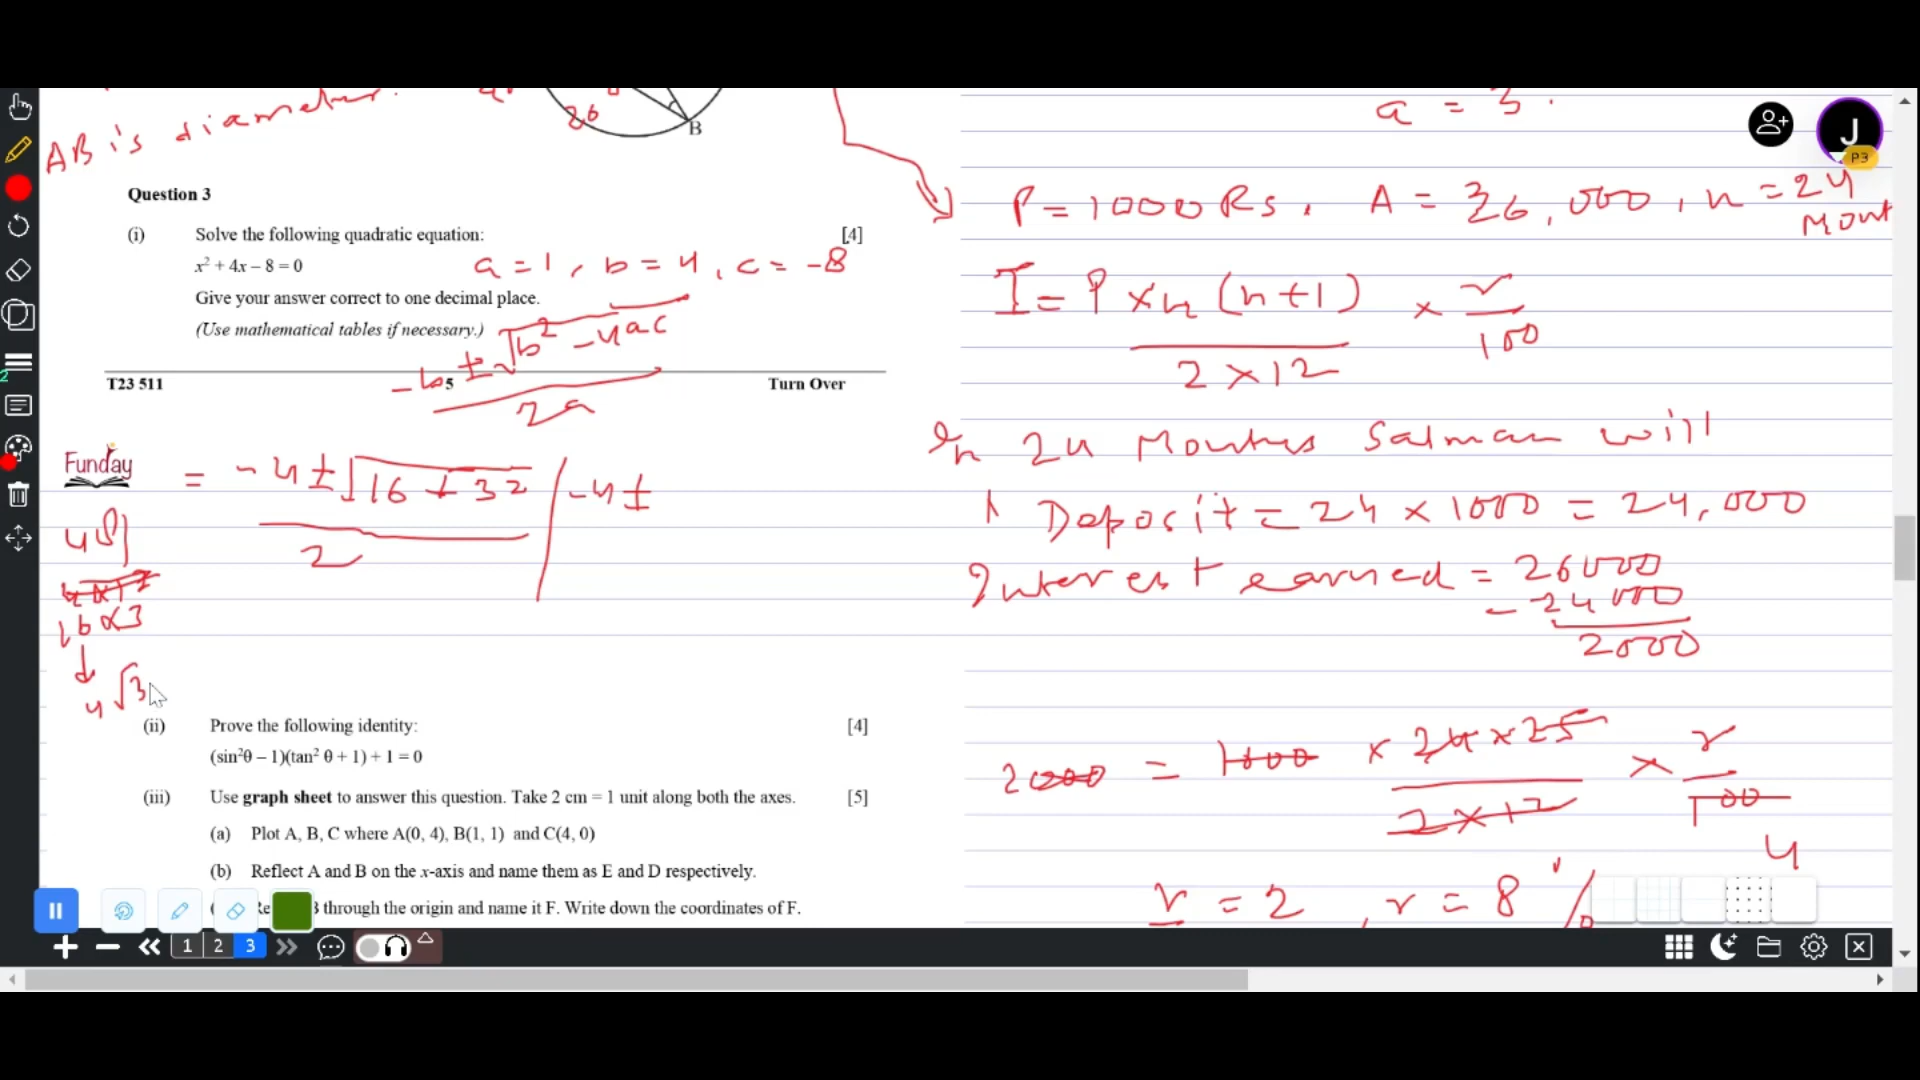 AB is diameter.
26
B
Question 3
(i) Solve the following quadratic equation: [4]
x² + 4x – 8 = 0
a = 1, b = 4, c = -8
Give your answer correct to one decimal place.
(Use mathematical tables if necessary.)
-b ± √b² - 4ac
2a
T23 511 5 Turn Over
Funday
= -4 ± √16 + 32
2
-4 ±
48
4 × 12
16 × 3
4 √3
(ii) Prove the following identity: [4]
(sin²θ – 1)(tan² θ + 1) + 1 = 0
(iii) Use graph sheet to answer this question. Take 2 cm = 1 unit along both the axes. [5]
(a) Plot A, B, C where A(0, 4), B(1, 1) and C(4, 0)
(b) Reflect A and B on the x-axis and name them as E and D respectively.
through the origin and name it F. Write down the coordinates of F.
a = 3.
P = 1000 Rs. A = 26,000, n = 24
Mont
I = P × n (n+1) × r
2 × 12 100
In 24 Months Salman will
Deposit = 24 × 1000 = 24,000
Interest earned = 26000
- 24000
2000
2000 = 1000 × 24 × 25 × r
2 × 12 100
4
r = 2, r = 8 %
1 2 3
J
P3
2